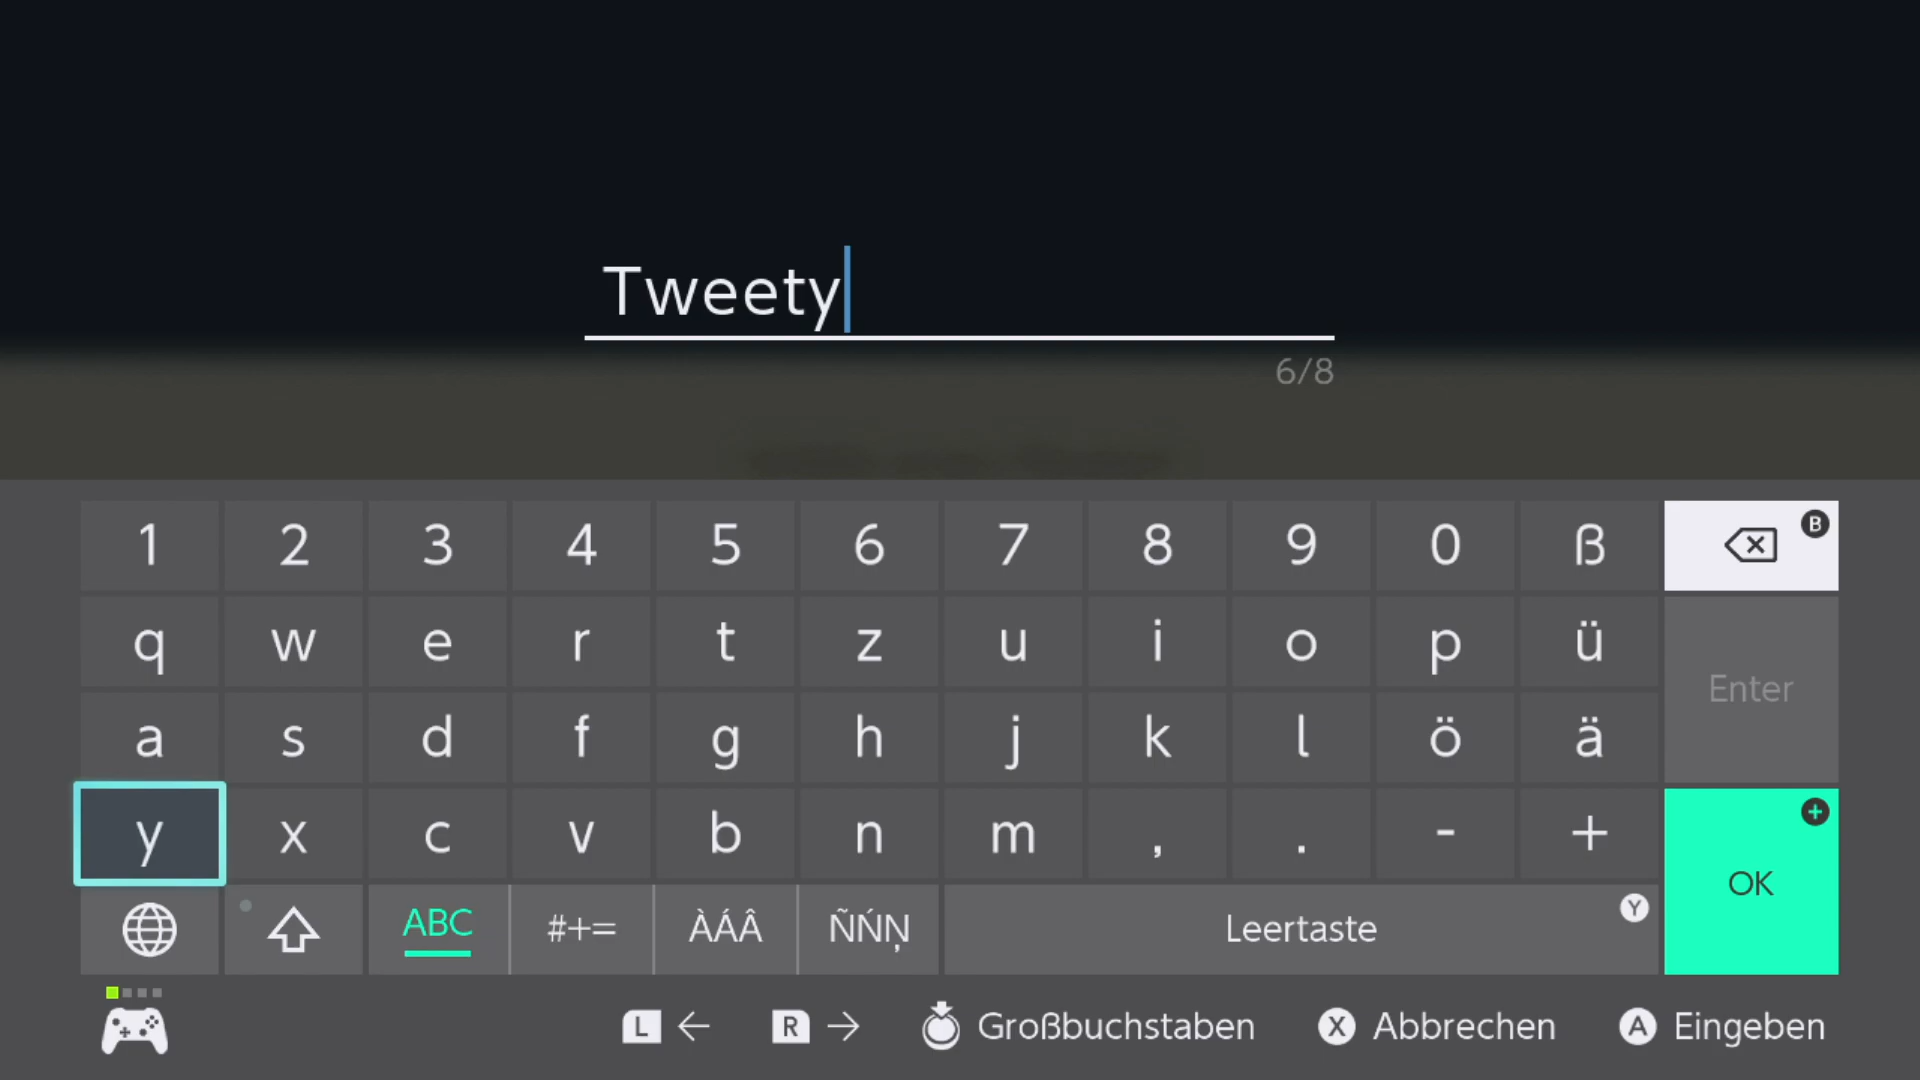 Tweety
6/8
1 2 3 4 5 6 7 8 9 0 ß B
q w e r t z u i o p ü Enter
a s d f g h j k l ö ä
y x c v b n m , . - + OK
ABC #+= ÀÁÂ ÑŃŅ Leertaste Y
L ← R → Großbuchstaben X Abbrechen A Eingeben